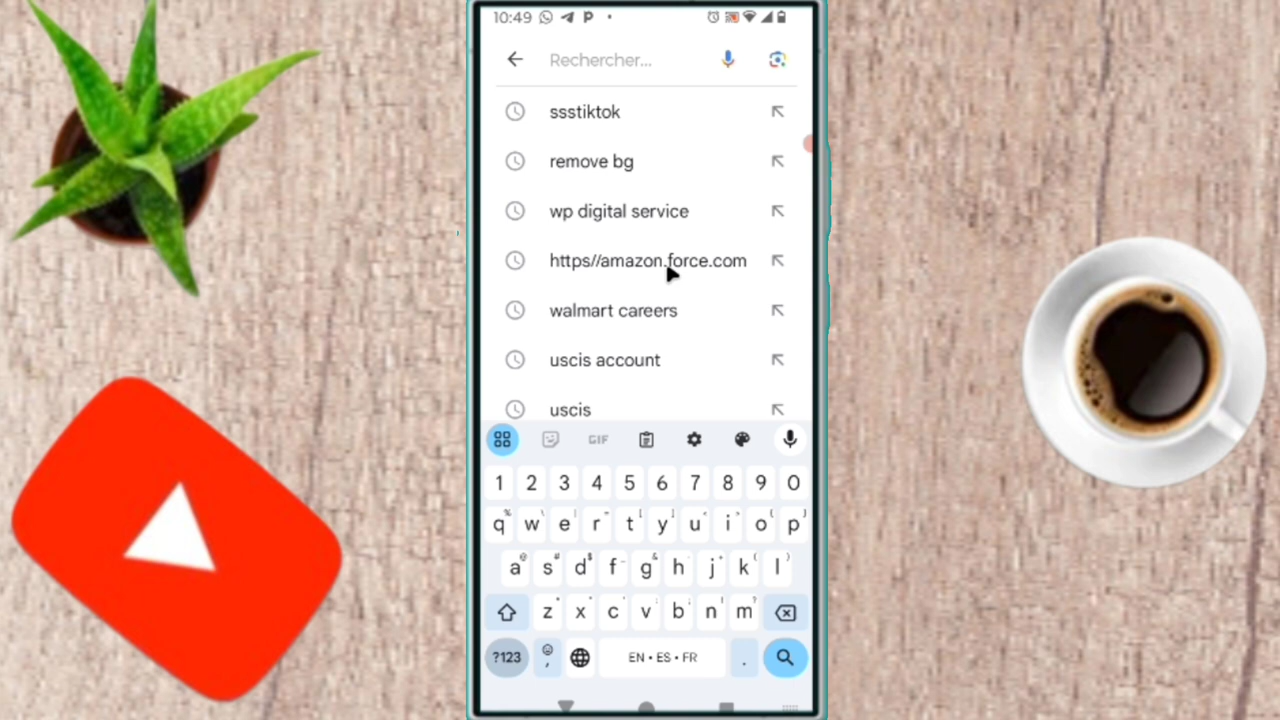 10:49
Rechercher...
ssstiktok
remove bg
wp digital service
https//amazon.force.com
walmart careers
uscis account
uscis
GIF
1 2 3 4 5 6 7 8 9 0
q w e r t y u i o p
a s d f g h j k l
z x c v b n m
?123 , EN • ES • FR .